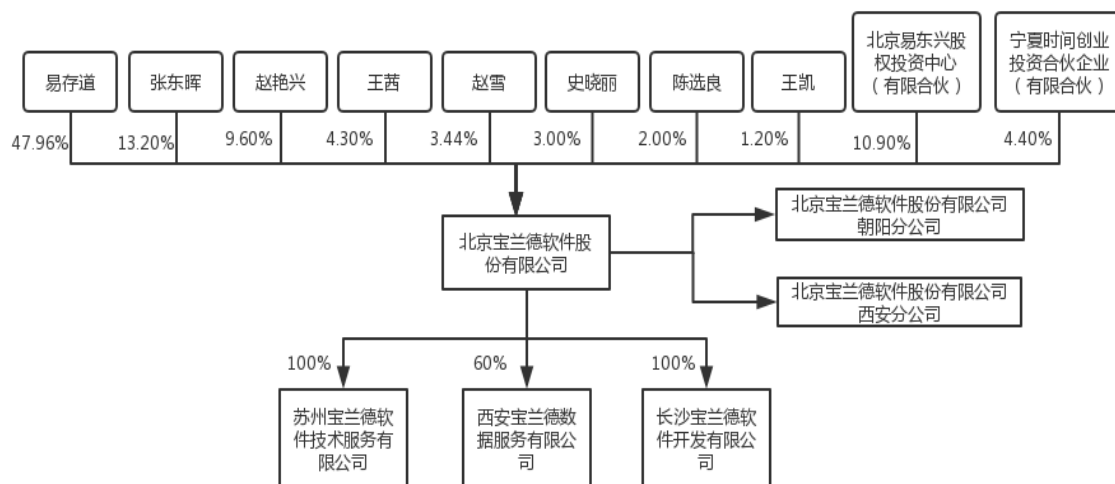 易存道
张东晖
赵艳兴
王茜
赵雪
史晓丽
陈选良
王凯
北京易东兴股
权投资中心
（有限合伙）
宁夏时间创业
投资合伙企业
（有限合伙）
47.96%
13.20%
9.60%
4.30%
3.44%
3.00%
2.00%
1.20%
10.90%
4.40%
北京宝兰德软件股
份有限公司
北京宝兰德软件股份有限公司
朝阳分公司
北京宝兰德软件股份有限公司
西安分公司
100%
60%
100%
苏州宝兰德软
件技术服务有
限公司
西安宝兰德数
据服务有限公
司
长沙宝兰德软
件开发有限公
司